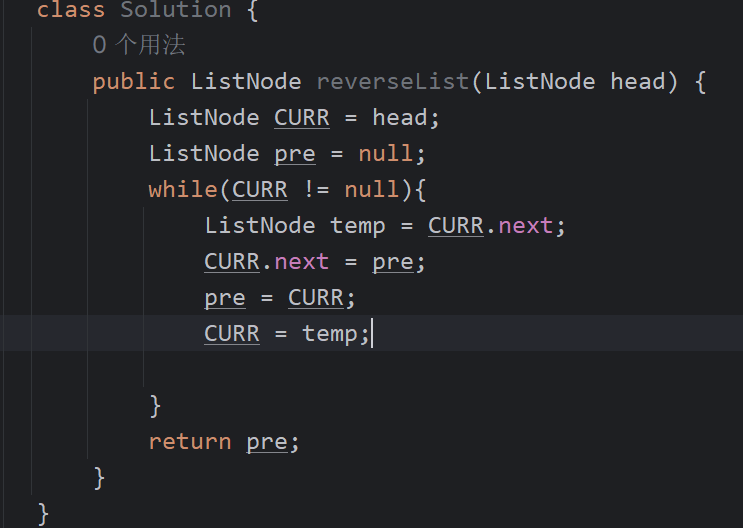 class Solution {
0 个用法
public ListNode reverseList(ListNode head) {
ListNode CURR = head;
ListNode pre = null;
while(CURR != null){
ListNode temp = CURR.next;
CURR.next = pre;
pre = CURR;
CURR = temp;
}
return pre;
}
}